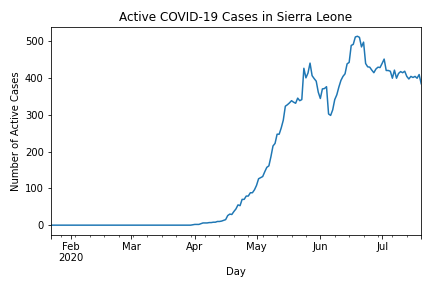 Active COVID-19 Cases in Sierra Leone
Number of Active Cases
500
400
300
200
100
0
Feb Mar Apr May Jun Jul
2020
Day